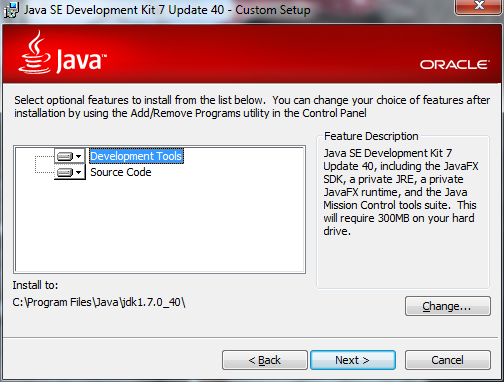 Java SE Development Kit 7 Update 40 - Custom Setup
Java™
ORACLE
Select optional features to install from the list below.  You can change your choice of features after
installation by using the Add/Remove Programs utility in the Control Panel
Development Tools
Source Code
Feature Description
Java SE Development Kit 7
Update 40, including the JavaFX
SDK, a private JRE, a private
JavaFX runtime, and the Java
Mission Control tools suite.  This
will require 300MB on your hard
drive.
Install to:
C:\Program Files\Java\jdk1.7.0_40\
Change...
< Back
Next >
Cancel